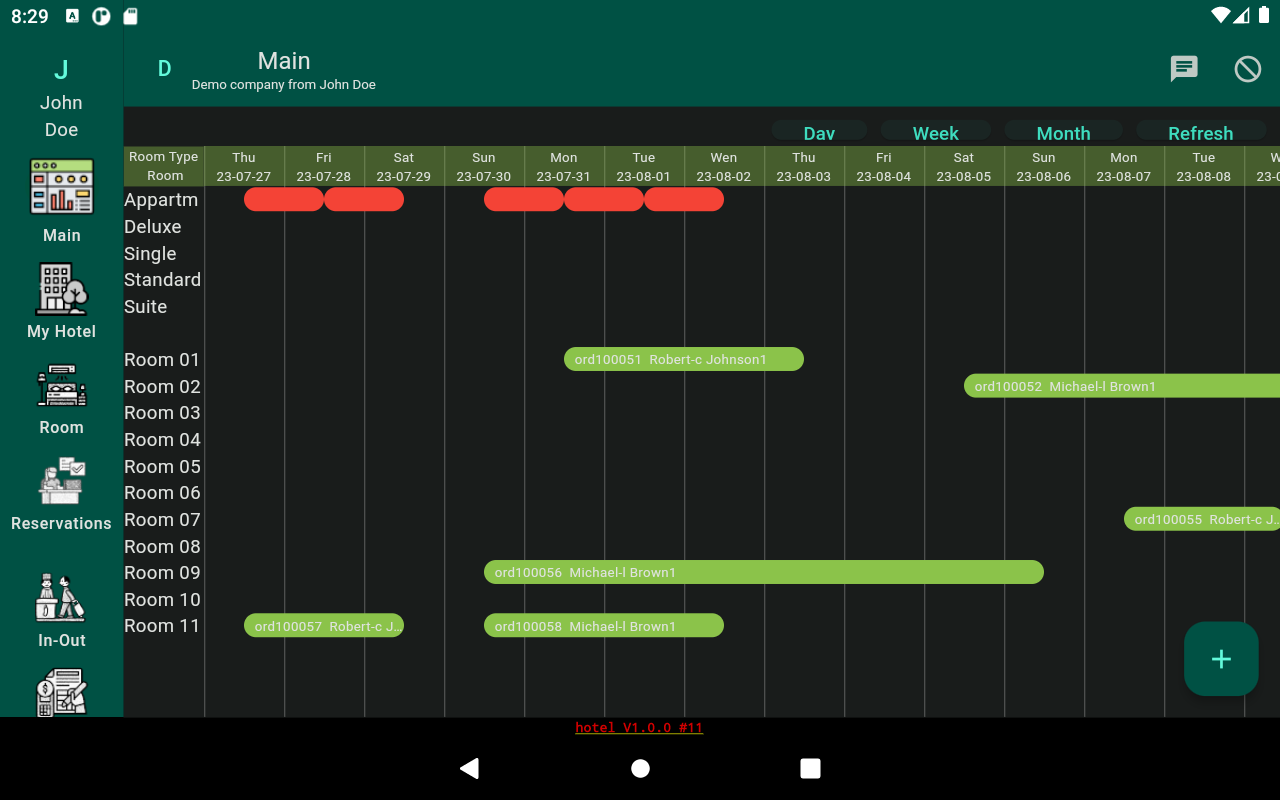 8:29
J
John
Doe
D
Main
Demo company from John Doe
Day Week Month Refresh
Room Type Thu Fri Sat Sun Mon Tue Wen Thu Fri Sat Sun Mon Tue
Room 23-07-27 23-07-28 23-07-29 23-07-30 23-07-31 23-08-01 23-08-02 23-08-03 23-08-04 23-08-05 23-08-06 23-08-07 23-08-08
Appartm
Deluxe
Single
Standard
Suite
Room 01 ord100051 Robert-c Johnson1
Room 02 ord100052 Michael-l Brown1
Room 03
Room 04
Room 05
Room 06
Room 07 ord100055 Robert-c J...
Room 08
Room 09 ord100056 Michael-l Brown1
Room 10
Room 11 ord100057 Robert-c J... ord100058 Michael-l Brown1
Main
My Hotel
Room
Reservations
In-Out
+
hotel V1.0.0 #11